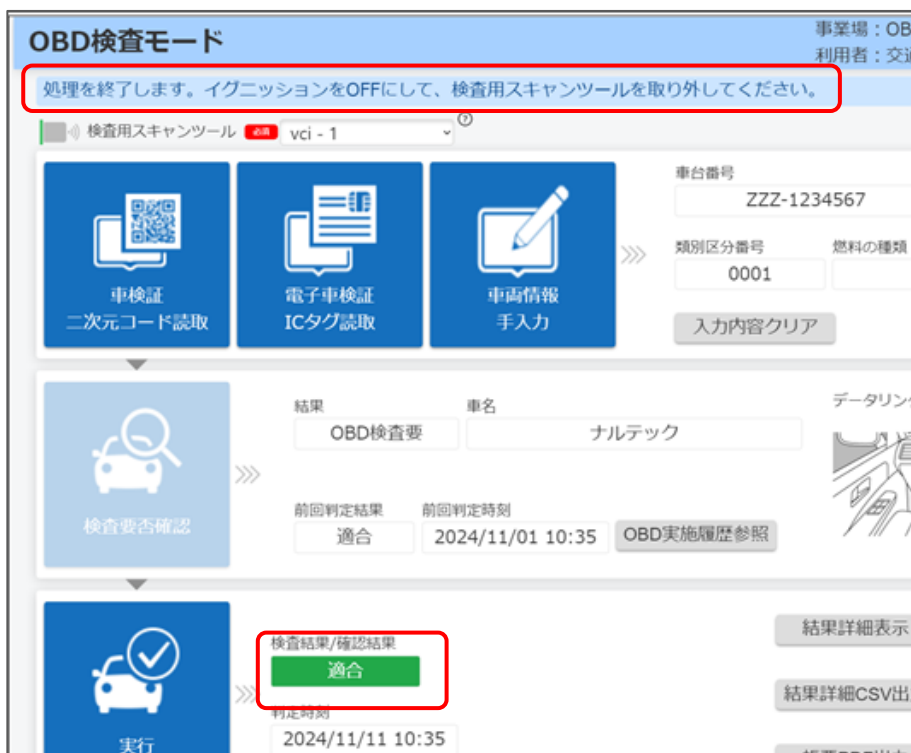 OBD検査モード
事業場：OB
利用者：交通
処理を終了します。イグニッションをOFFにして、検査用スキャンツールを取り外してください。
検査用スキャンツール 必須 vci - 1 ?
車台番号
ZZZ-1234567
類別区分番号 燃料の種類
0001
入力内容クリア
車検証
二次元コード読取
電子車検証
ICタグ読取
車両情報
手入力
検査要否確認
結果 車名
OBD検査要 ナルテック
前回判定結果 前回判定時刻
適合 2024/11/01 10:35 OBD実施履歴参照
データリンク
実行
検査結果/確認結果
適合
判定時刻
2024/11/11 10:35
結果詳細表示
結果詳細CSV出